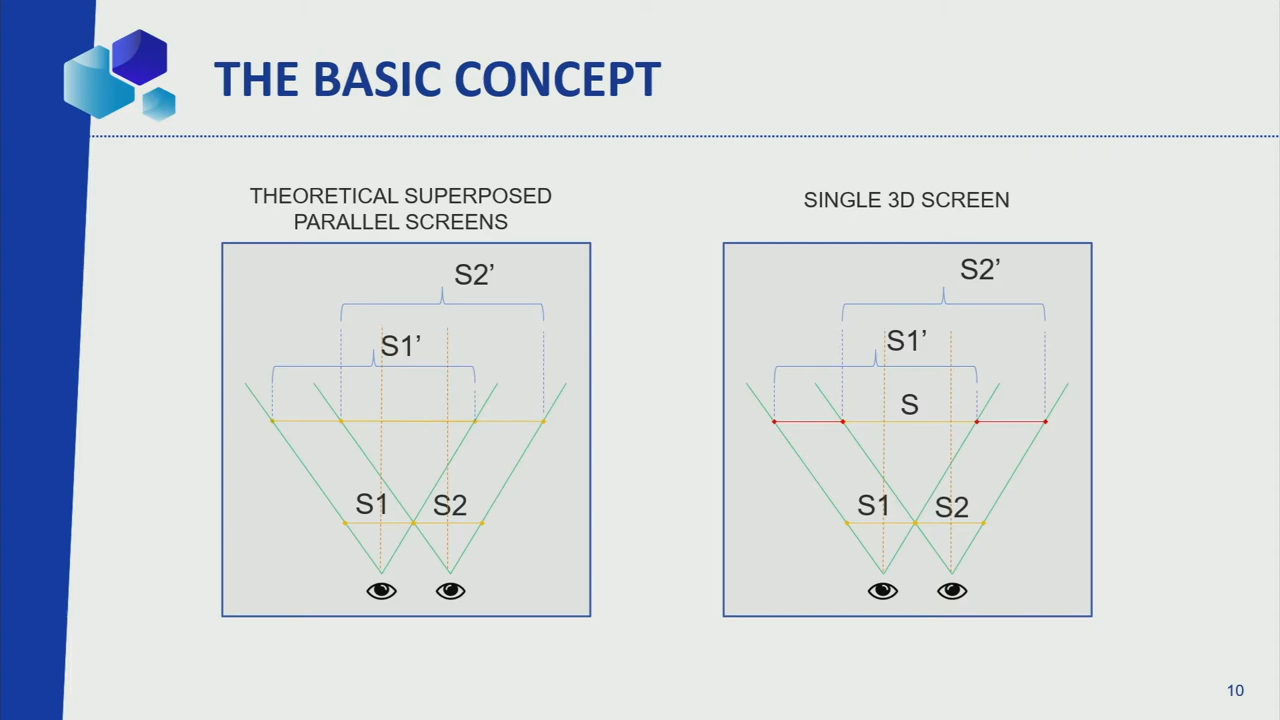 THE BASIC CONCEPT
THEORETICAL SUPERPOSED
PARALLEL SCREENS
S2’
S1’
S1 S2
SINGLE 3D SCREEN
S2’
S1’
S
S1 S2
10